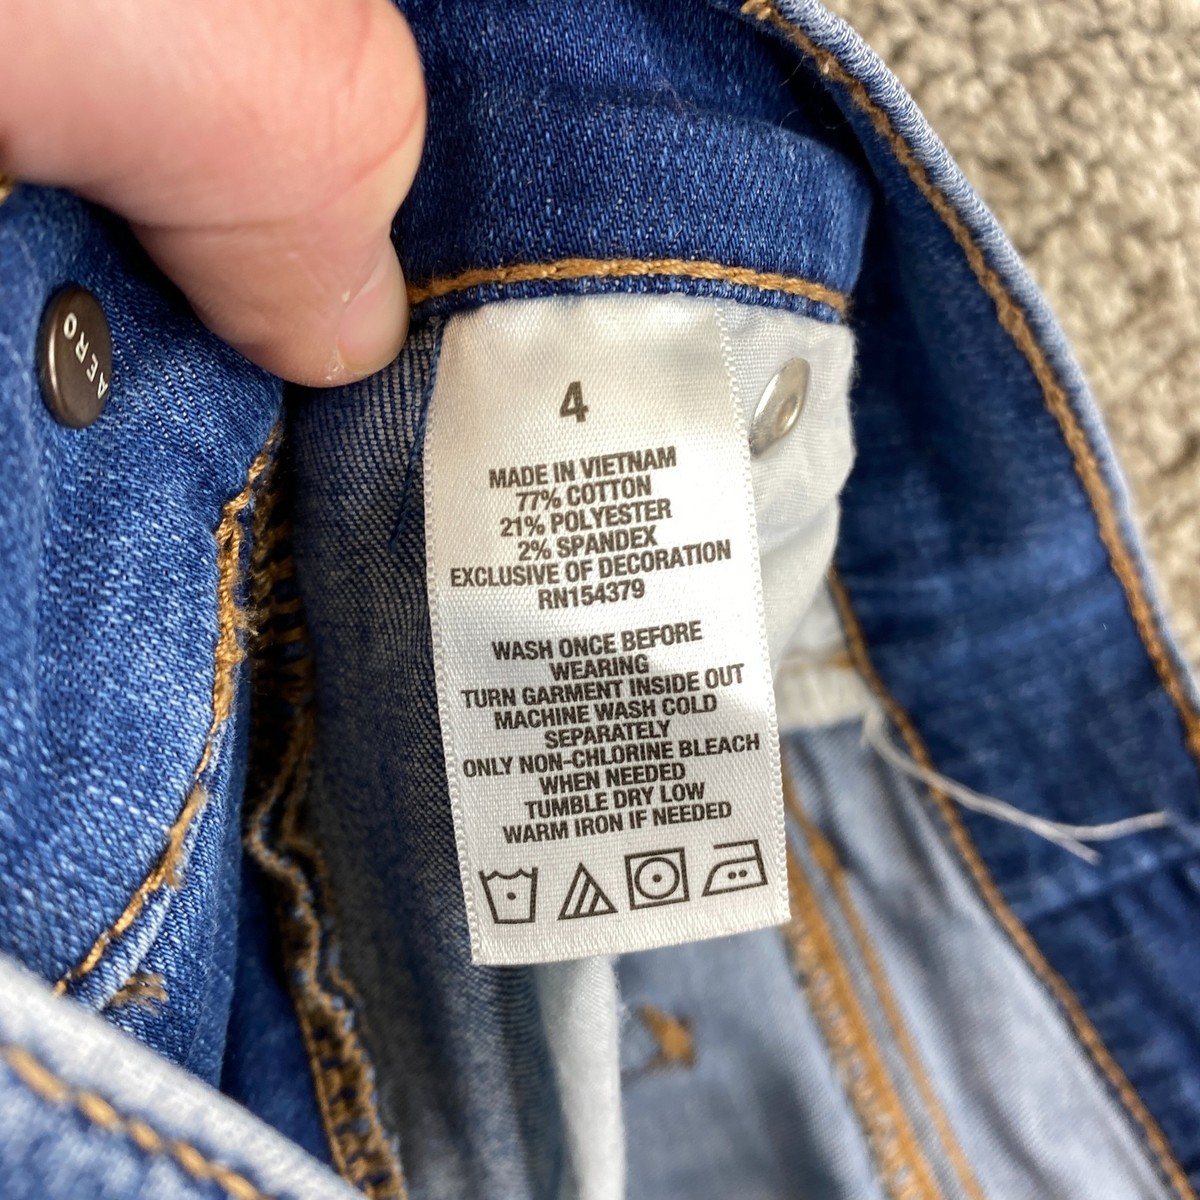 AERO
4
MADE IN VIETNAM
77% COTTON
21% POLYESTER
2% SPANDEX
EXCLUSIVE OF DECORATION
RN154379
WASH ONCE BEFORE
WEARING
TURN GARMENT INSIDE OUT
MACHINE WASH COLD
SEPARATELY
ONLY NON-CHLORINE BLEACH
WHEN NEEDED
TUMBLE DRY LOW
WARM IRON IF NEEDED